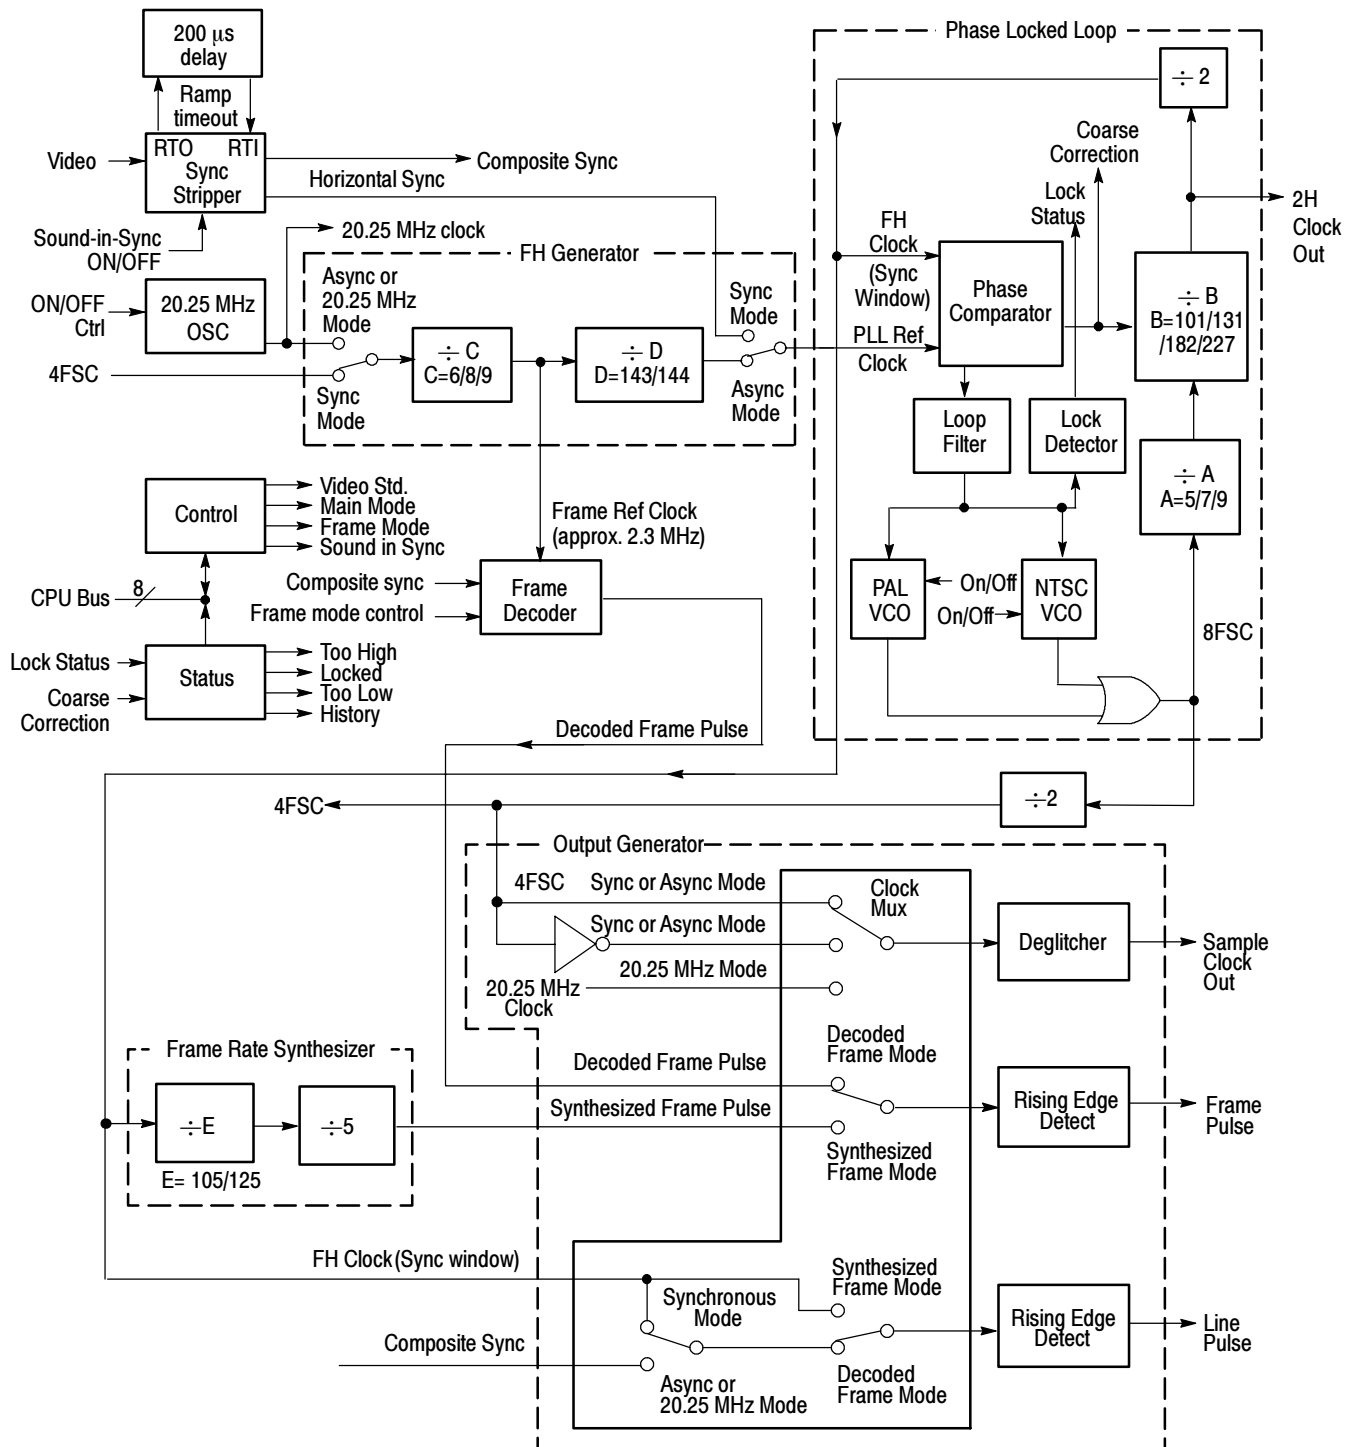 200 μs
delay
Ramp
timeout
RTO RTI
Sync
Stripper
Video
Composite Sync
Horizontal Sync
Sound-in-Sync
ON/OFF
20.25 MHz clock
ON/OFF
Ctrl
20.25 MHz
OSC
4FSC
FH Generator
Async or
20.25 MHz
Mode
Sync
Mode
÷ C
C=6/8/9
÷ D
D=143/144
Sync
Mode
Async
Mode
Phase Locked Loop
÷ 2
Coarse
Correction
Lock
Status
2H
Clock
Out
FH
Clock
(Sync
Window)
PLL Ref
Clock
Phase
Comparator
÷ B
B=101/131
/182/227
Loop
Filter
Lock
Detector
÷ A
A=5/7/9
PAL
VCO
On/Off
On/Off
NTSC
VCO
8FSC
Control
Video Std.
Main Mode
Frame Mode
Sound in Sync
CPU Bus
8
Lock Status
Coarse
Correction
Status
Too High
Locked
Too Low
History
Frame Ref Clock
(approx. 2.3 MHz)
Composite sync
Frame mode control
Frame
Decoder
Decoded Frame Pulse
4FSC
÷2
Output Generator
4FSC
Sync or Async Mode
Sync or Async Mode
20.25 MHz Mode
20.25 MHz
Clock
Clock
Mux
Deglitcher
Sample
Clock
Out
Decoded
Frame Mode
Decoded Frame Pulse
Synthesized Frame Pulse
Synthesized
Frame Mode
Rising Edge
Detect
Frame
Pulse
Frame Rate Synthesizer
÷E
÷5
E= 105/125
FH Clock(Sync window)
Synchronous
Mode
Composite Sync
Async or
20.25 MHz Mode
Synthesized
Frame Mode
Decoded
Frame Mode
Rising Edge
Detect
Line
Pulse